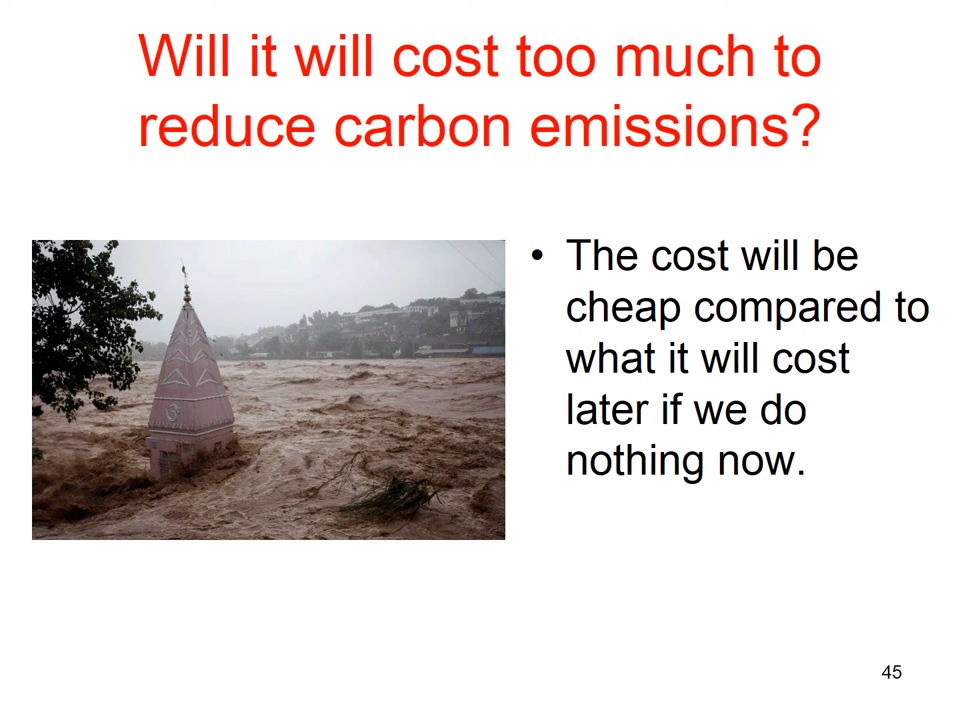 Will it will cost too much to
reduce carbon emissions?
• The cost will be
cheap compared to
what it will cost
later if we do
nothing now.
45